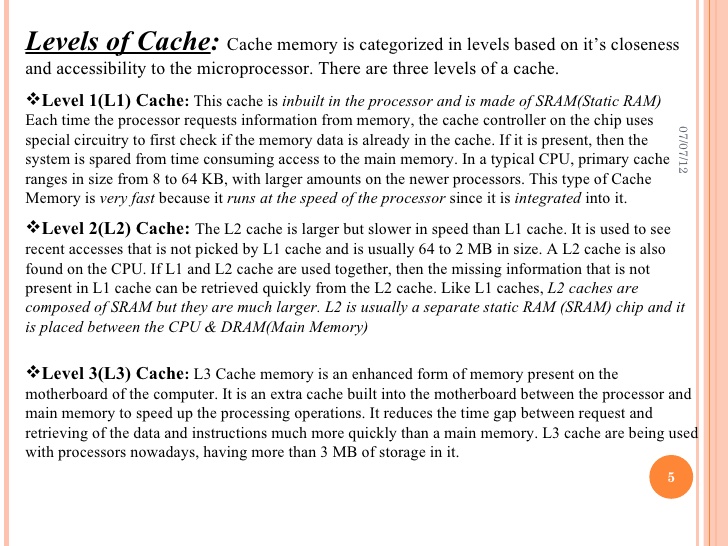 Levels of Cache: Cache memory is categorized in levels based on it’s closeness
and accessibility to the microprocessor. There are three levels of a cache.
❖Level 1(L1) Cache: This cache is inbuilt in the processor and is made of SRAM(Static RAM)
Each time the processor requests information from memory, the cache controller on the chip uses
special circuitry to first check if the memory data is already in the cache. If it is present, then the
system is spared from time consuming access to the main memory. In a typical CPU, primary cache
ranges in size from 8 to 64 KB, with larger amounts on the newer processors. This type of Cache
Memory is very fast because it runs at the speed of the processor since it is integrated into it.
❖Level 2(L2) Cache: The L2 cache is larger but slower in speed than L1 cache. It is used to see
recent accesses that is not picked by L1 cache and is usually 64 to 2 MB in size. A L2 cache is also
found on the CPU. If L1 and L2 cache are used together, then the missing information that is not
present in L1 cache can be retrieved quickly from the L2 cache. Like L1 caches, L2 caches are
composed of SRAM but they are much larger. L2 is usually a separate static RAM (SRAM) chip and it
is placed between the CPU & DRAM(Main Memory)
❖Level 3(L3) Cache: L3 Cache memory is an enhanced form of memory present on the
motherboard of the computer. It is an extra cache built into the motherboard between the processor and
main memory to speed up the processing operations. It reduces the time gap between request and
retrieving of the data and instructions much more quickly than a main memory. L3 cache are being used
with processors nowadays, having more than 3 MB of storage in it.
07/07/12
5